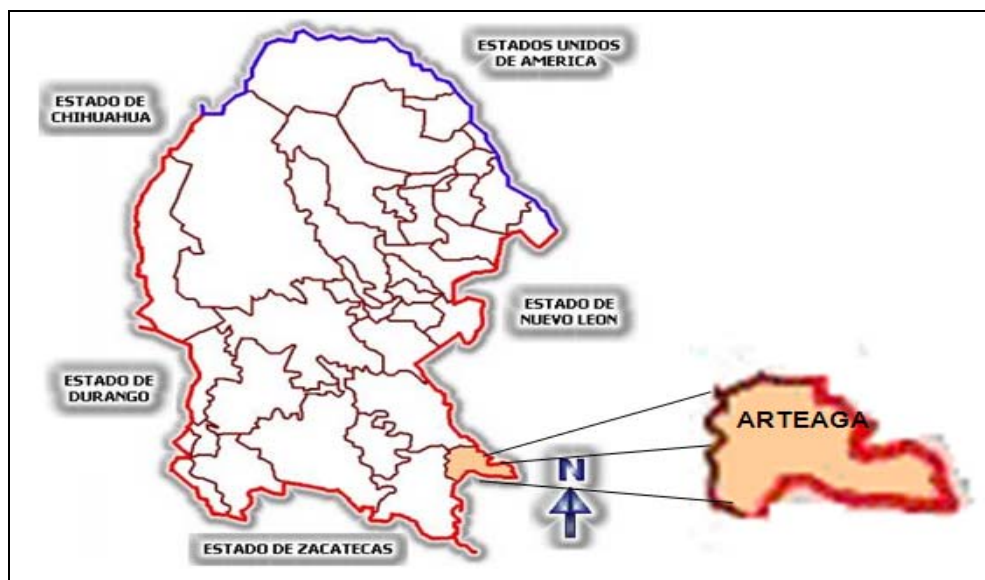 ESTADOS UNIDOS
DE AMERICA
ESTADO DE
CHIHUAHUA
ESTADO DE
NUEVO LEON
ESTADO DE
DURANGO
ARTEAGA
N
ESTADO DE ZACATECAS